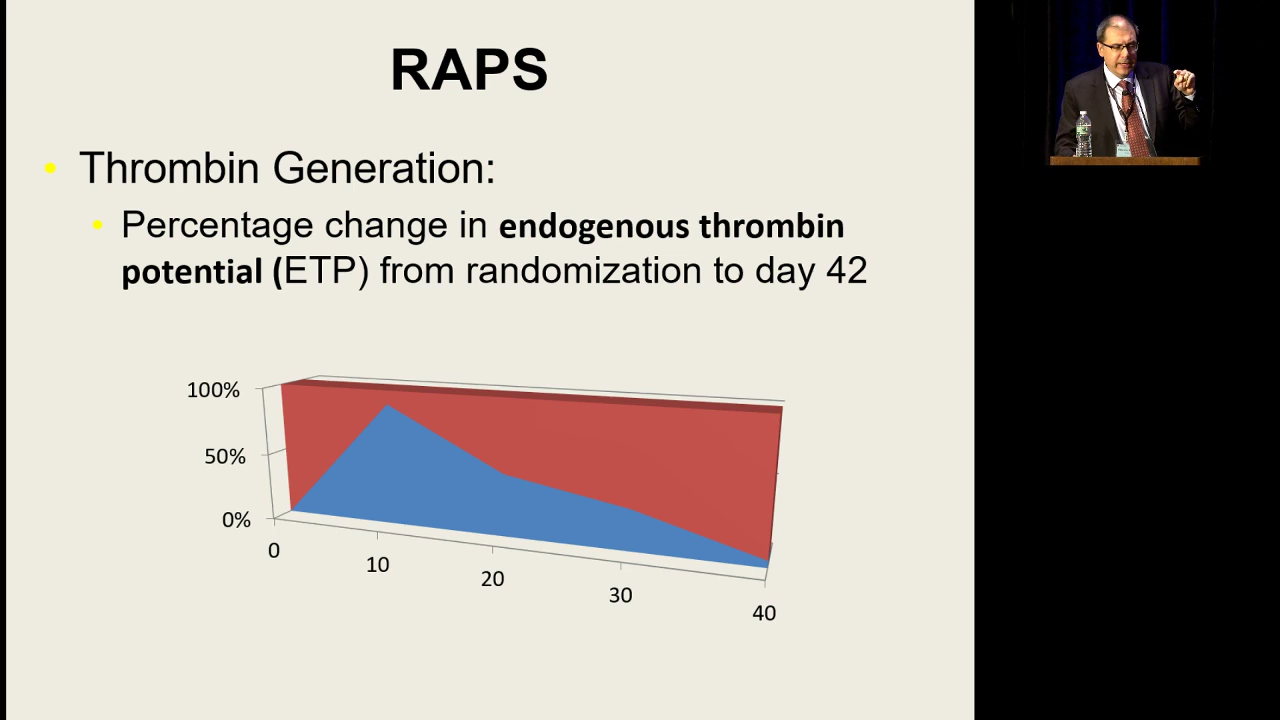 RAPS
• Thrombin Generation:
• Percentage change in endogenous thrombin
potential (ETP) from randomization to day 42
100%
50%
0%
0
10
20
30
40